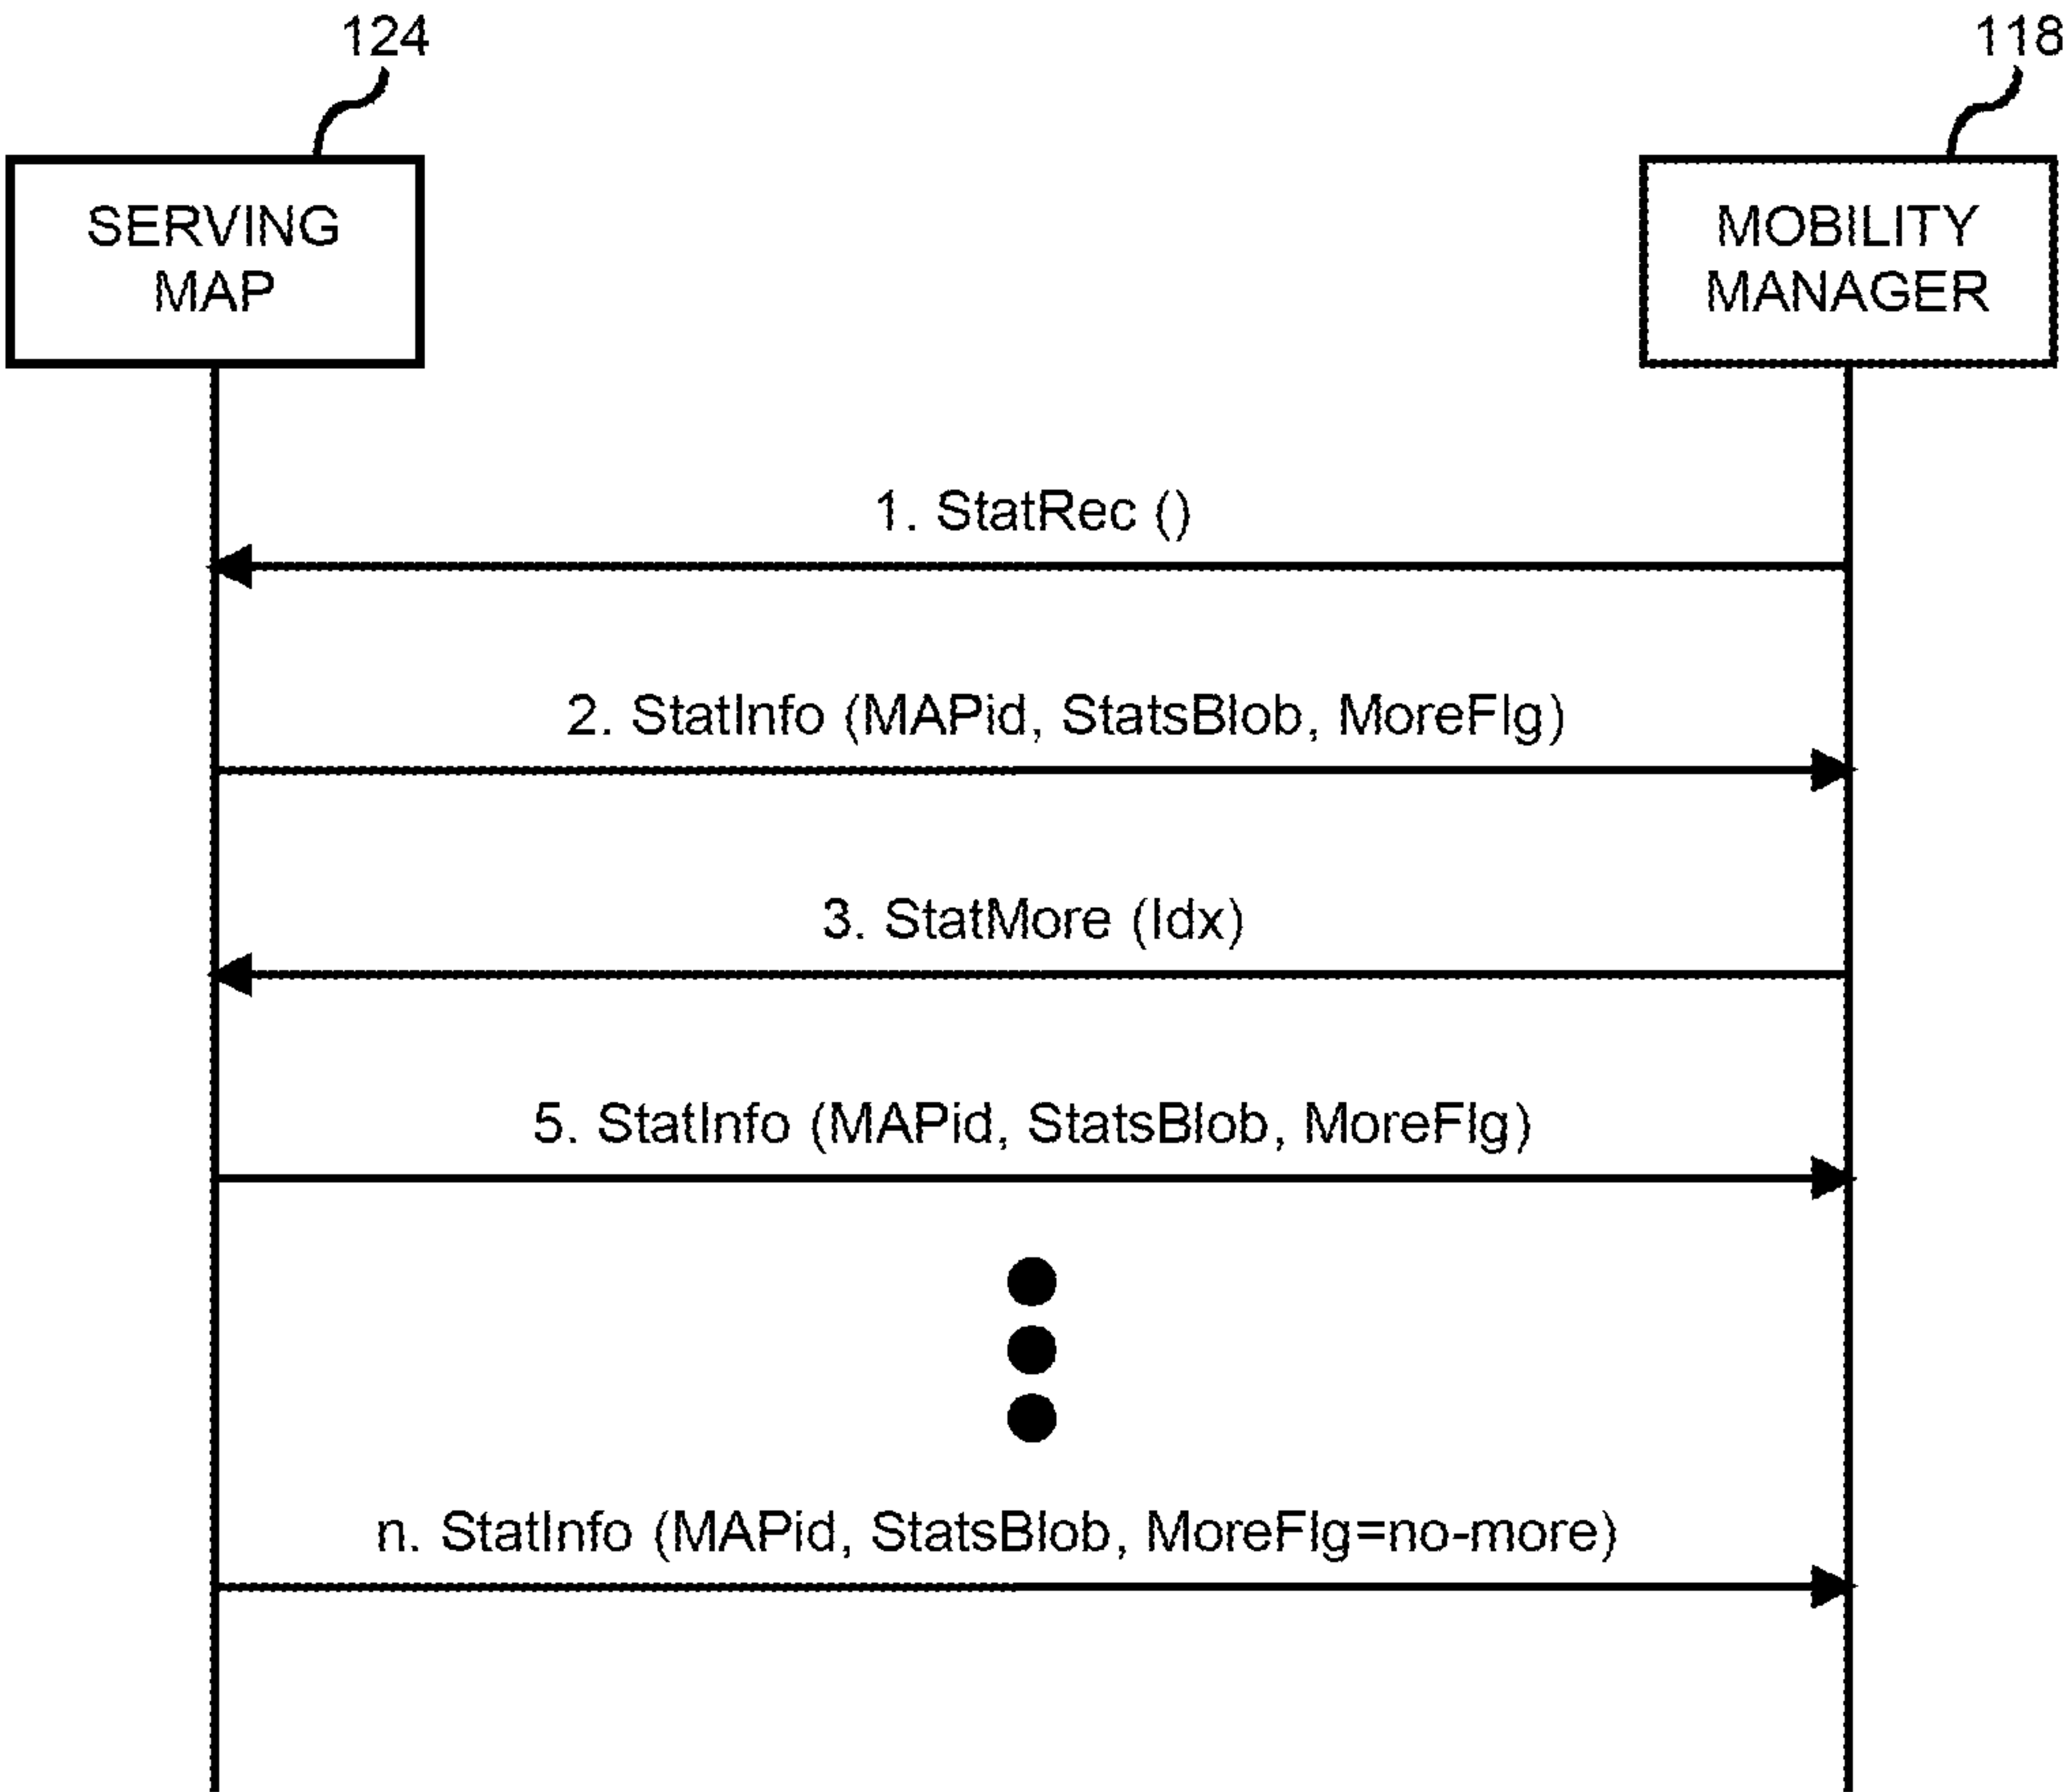 124
118
SERVING
MAP
MOBILITY
MANAGER
1. StatRec ()
2. StatInfo (MAPid, StatsBlob, MoreFlg)
3. StatMore (Idx)
5. StatInfo (MAPid, StatsBlob, MoreFlg)
n. StatInfo (MAPid, StatsBlob, MoreFlg=no-more)